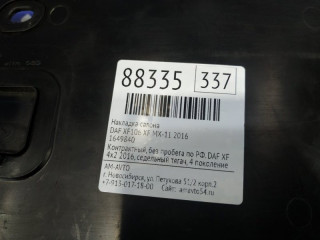 88335 337
Накладка салона
DAF XF106 XF MX-11 2016
1649840
Контрактный, без пробега по РФ. DAF XF
4x2 2016, седельный тягач, 4 поколение
AM-AVTO
г. Новосибирск, ул. Петухова 51/2 корп.2
+7-913-017-18-00 Сайт: amavto54.ru